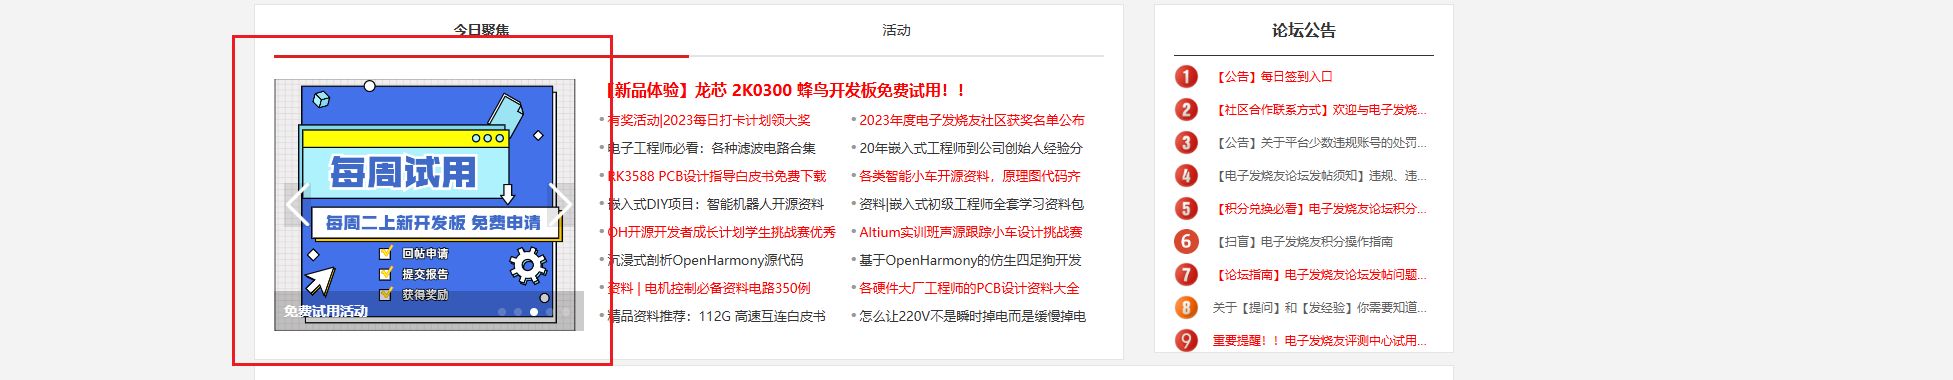 今日聚焦
活动
每周试用
每周二上新开发板 免费申请
回帖申请
提交报告
获得奖励
免费试用活动
【新品体验】龙芯 2K0300 蜂鸟开发板免费试用！！
有奖活动|2023每日打卡计划领大奖
2023年度电子发烧友社区获奖名单公布
电子工程师必看：各种滤波电路合集
20年嵌入式工程师到公司创始人经验分
RK3588 PCB设计指导白皮书免费下载
各类智能小车开源资料，原理图代码齐
嵌入式DIY项目：智能机器人开源资料
资料|嵌入式初级工程师全套学习资料包
OH开源开发者成长计划学生挑战赛优秀
Altium实训班声源跟踪小车设计挑战赛
沉浸式剖析OpenHarmony源代码
基于OpenHarmony的仿生四足狗开发
资料 | 电机控制必备资料电路350例
各硬件大厂工程师的PCB设计资料大全
精品资料推荐：112G 高速互连白皮书
怎么让220V不是瞬时掉电而是缓慢掉电
论坛公告
1 【公告】每日签到入口
2 【社区合作联系方式】欢迎与电子发烧...
3 【公告】关于平台少数违规账号的处罚...
4 【电子发烧友论坛发帖须知】违规、违...
5 【积分兑换必看】电子发烧友论坛积分...
6 【扫盲】电子发烧友积分操作指南
7 【论坛指南】电子发烧友论坛发帖问题...
8 关于【提问】和【发经验】你需要知道...
9 重要提醒！！电子发烧友评测中心试用...